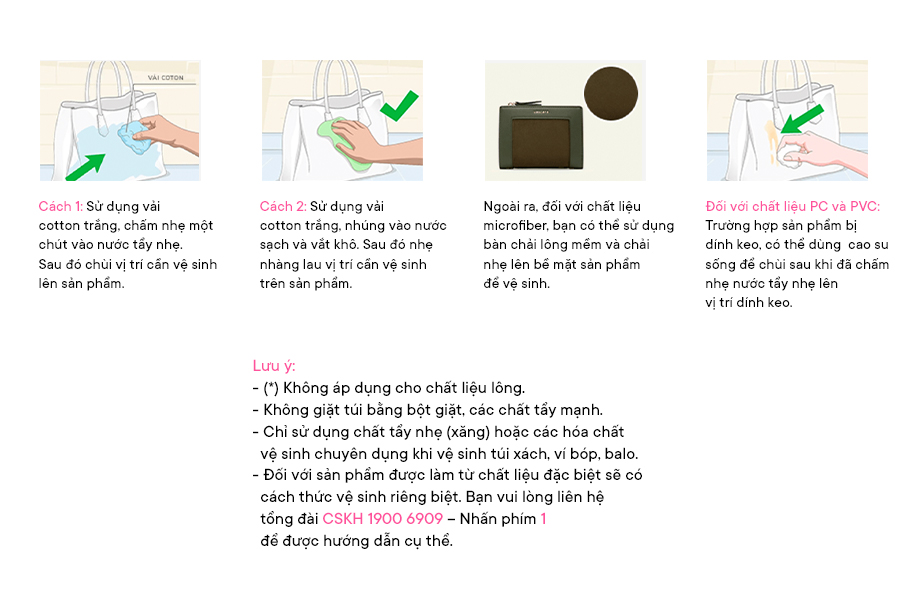 VẢI COTON
Cách 1: Sử dụng vải
cotton trắng, chấm nhẹ một
chút vào nước tẩy nhẹ.
Sau đó chùi vị trí cần vệ sinh
lên sản phẩm.
Cách 2: Sử dụng vải
cotton trắng, nhúng vào nước
sạch và vắt khô. Sau đó nhẹ
nhàng lau vị trí cần vệ sinh
trên sản phẩm.
Ngoài ra, đối với chất liệu
microfiber, bạn có thể sử dụng
bàn chải lông mềm và chải
nhẹ lên bề mặt sản phẩm
để vệ sinh.
Đối với chất liệu PC và PVC:
Trường hợp sản phẩm bị
dính keo, có thể dùng cao su
sống để chùi sau khi đã chấm
nhẹ nước tẩy nhẹ lên
vị trí dính keo.
Lưu ý:
- (*) Không áp dụng cho chất liệu lông.
- Không giặt túi bằng bột giặt, các chất tẩy mạnh.
- Chỉ sử dụng chất tẩy nhẹ (xăng) hoặc các hóa chất
vệ sinh chuyên dụng khi vệ sinh túi xách, ví bóp, balo.
- Đối với sản phẩm được làm từ chất liệu đặc biệt sẽ có
cách thức vệ sinh riêng biệt. Bạn vui lòng liên hệ
tổng đài CSKH 1900 6909 – Nhấn phím 1
để được hướng dẫn cụ thể.